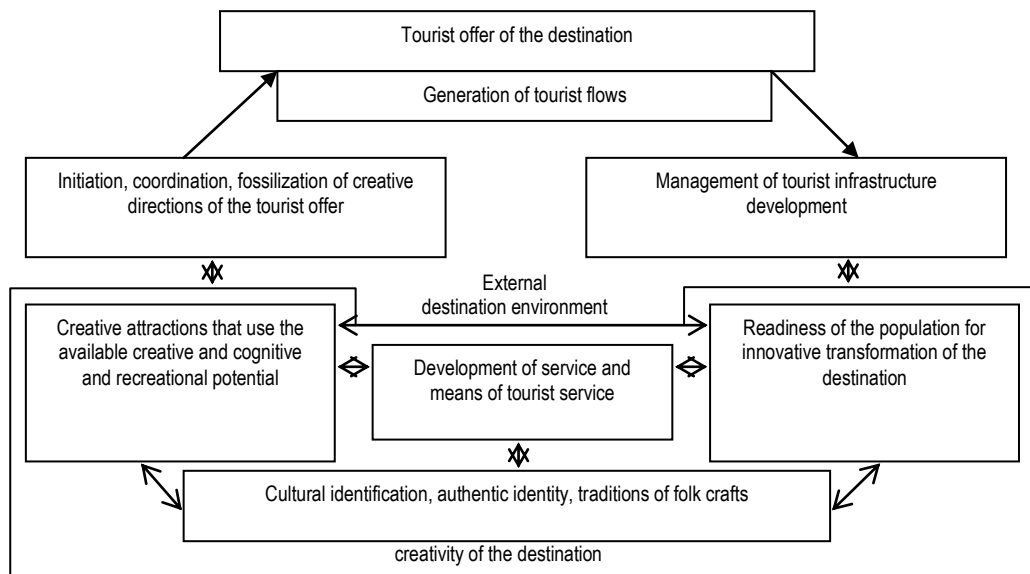 Tourist offer of the destination
Generation of tourist flows
Initiation, coordination, fossilization of creative
directions of the tourist offer
Management of tourist infrastructure
development
External
destination environment
Creative attractions that use the
available creative and cognitive
and recreational potential
Development of service and
means of tourist service
Readiness of the population for
innovative transformation of the
destination
Cultural identification, authentic identity, traditions of folk crafts
creativity of the destination